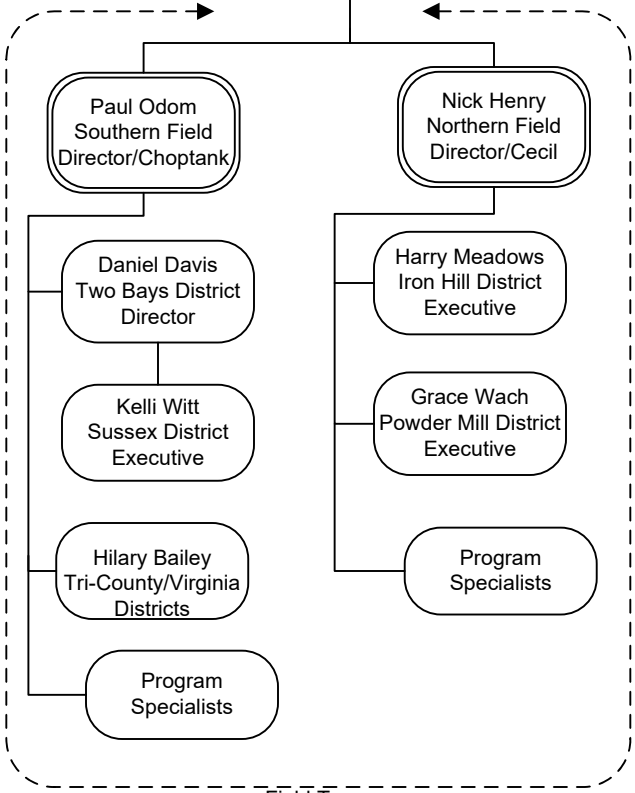 Paul Odom
Southern Field
Director/Choptank
Nick Henry
Northern Field
Director/Cecil
Daniel Davis
Two Bays District
Director
Harry Meadows
Iron Hill District
Executive
Kelli Witt
Sussex District
Executive
Grace Wach
Powder Mill District
Executive
Hilary Bailey
Tri-County/Virginia
Districts
Program
Specialists
Program
Specialists
Field